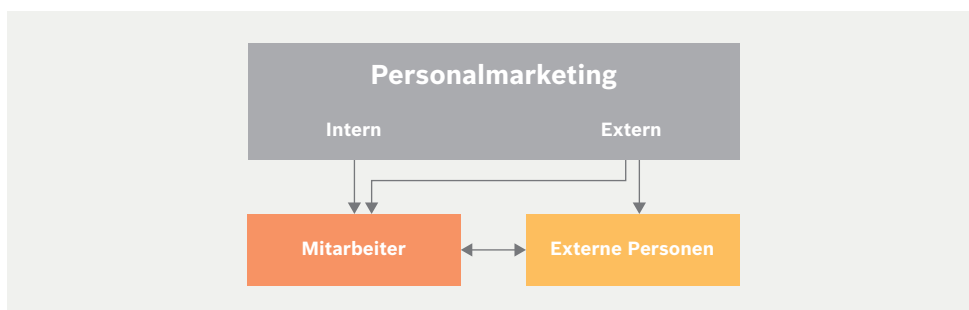 Personalmarketing
Intern Extern
Mitarbeiter Externe Personen